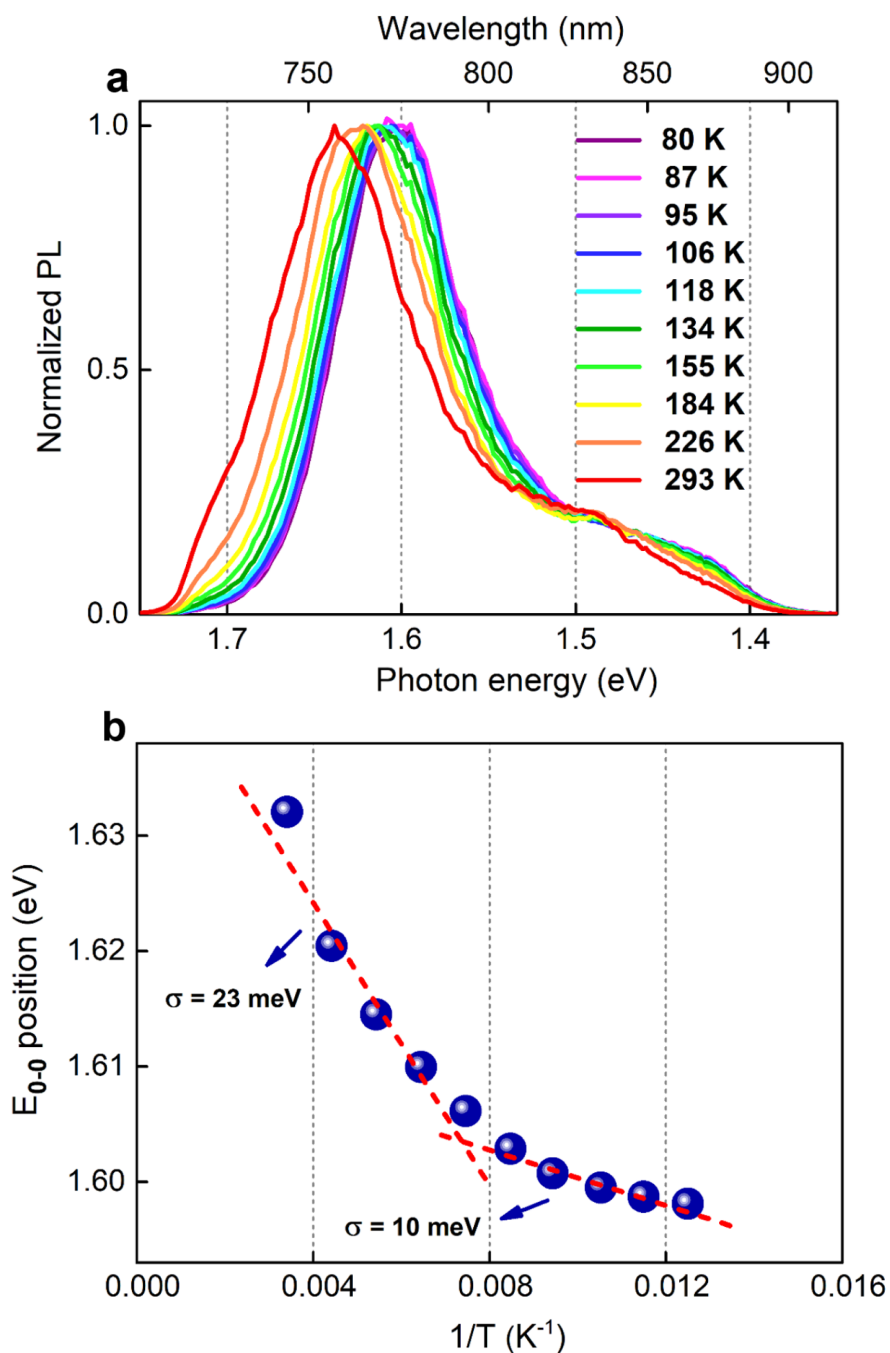 Wavelength (nm)
a
750 800 850 900
1.0
0.5
0.0
Normalized PL
80 K
87 K
95 K
106 K
118 K
134 K
155 K
184 K
226 K
293 K
1.7 1.6 1.5 1.4
Photon energy (eV)
b
1.63
1.62
1.61
1.60
E0-0 position (eV)
σ = 23 meV
σ = 10 meV
0.000 0.004 0.008 0.012 0.016
1/T (K⁻¹)